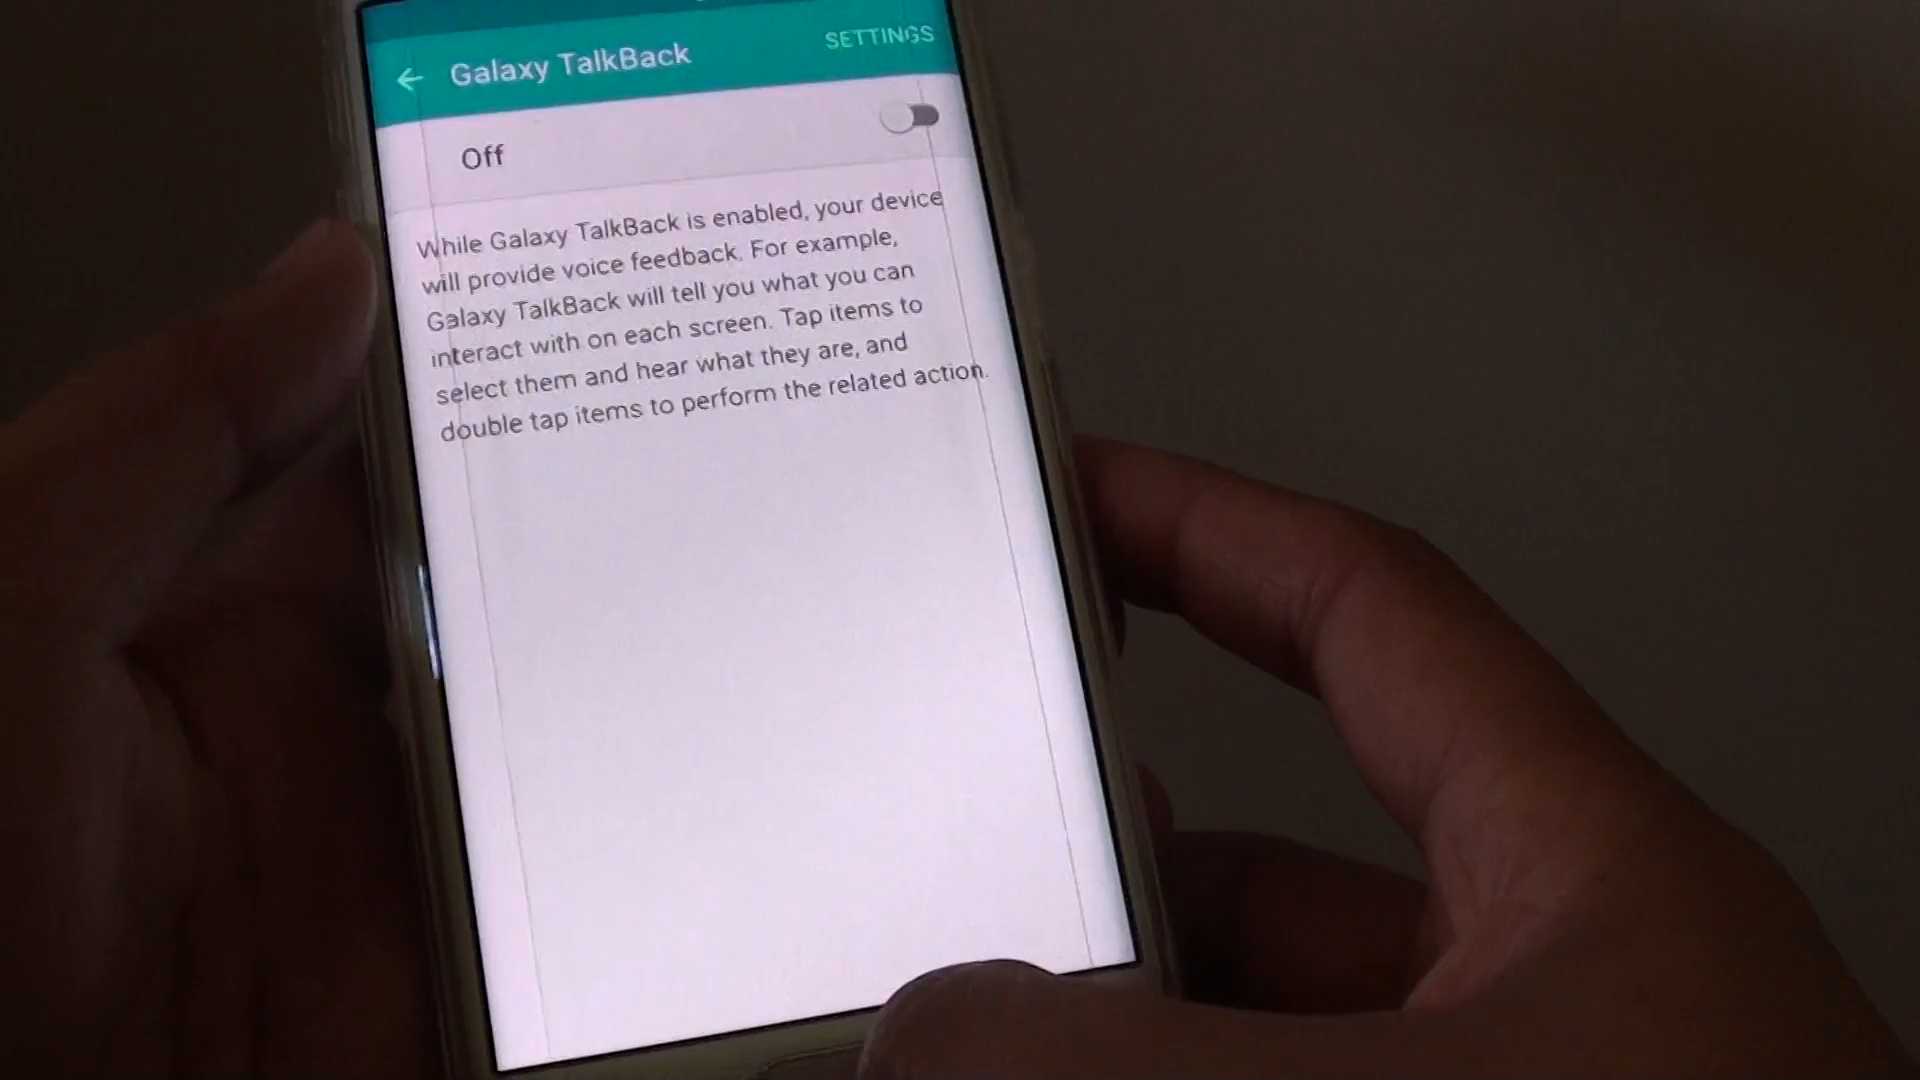 Galaxy TalkBack
SETTINGS
Off
While Galaxy TalkBack is enabled, your device
will provide voice feedback. For example,
Galaxy TalkBack will tell you what you can
interact with on each screen. Tap items to
select them and hear what they are, and
double tap items to perform the related action.